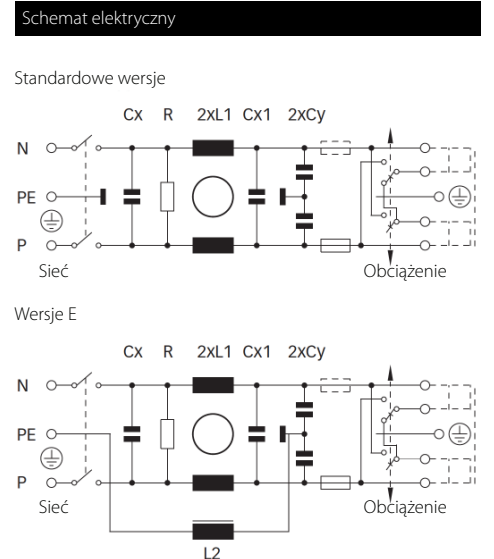 Schemat elektryczny
Standardowe wersje
Cx R 2xL1 Cx1 2xCy
N
PE
P
Sieć Obciążenie
Wersje E
Cx R 2xL1 Cx1 2xCy
N
PE
P
Sieć Obciążenie
L2